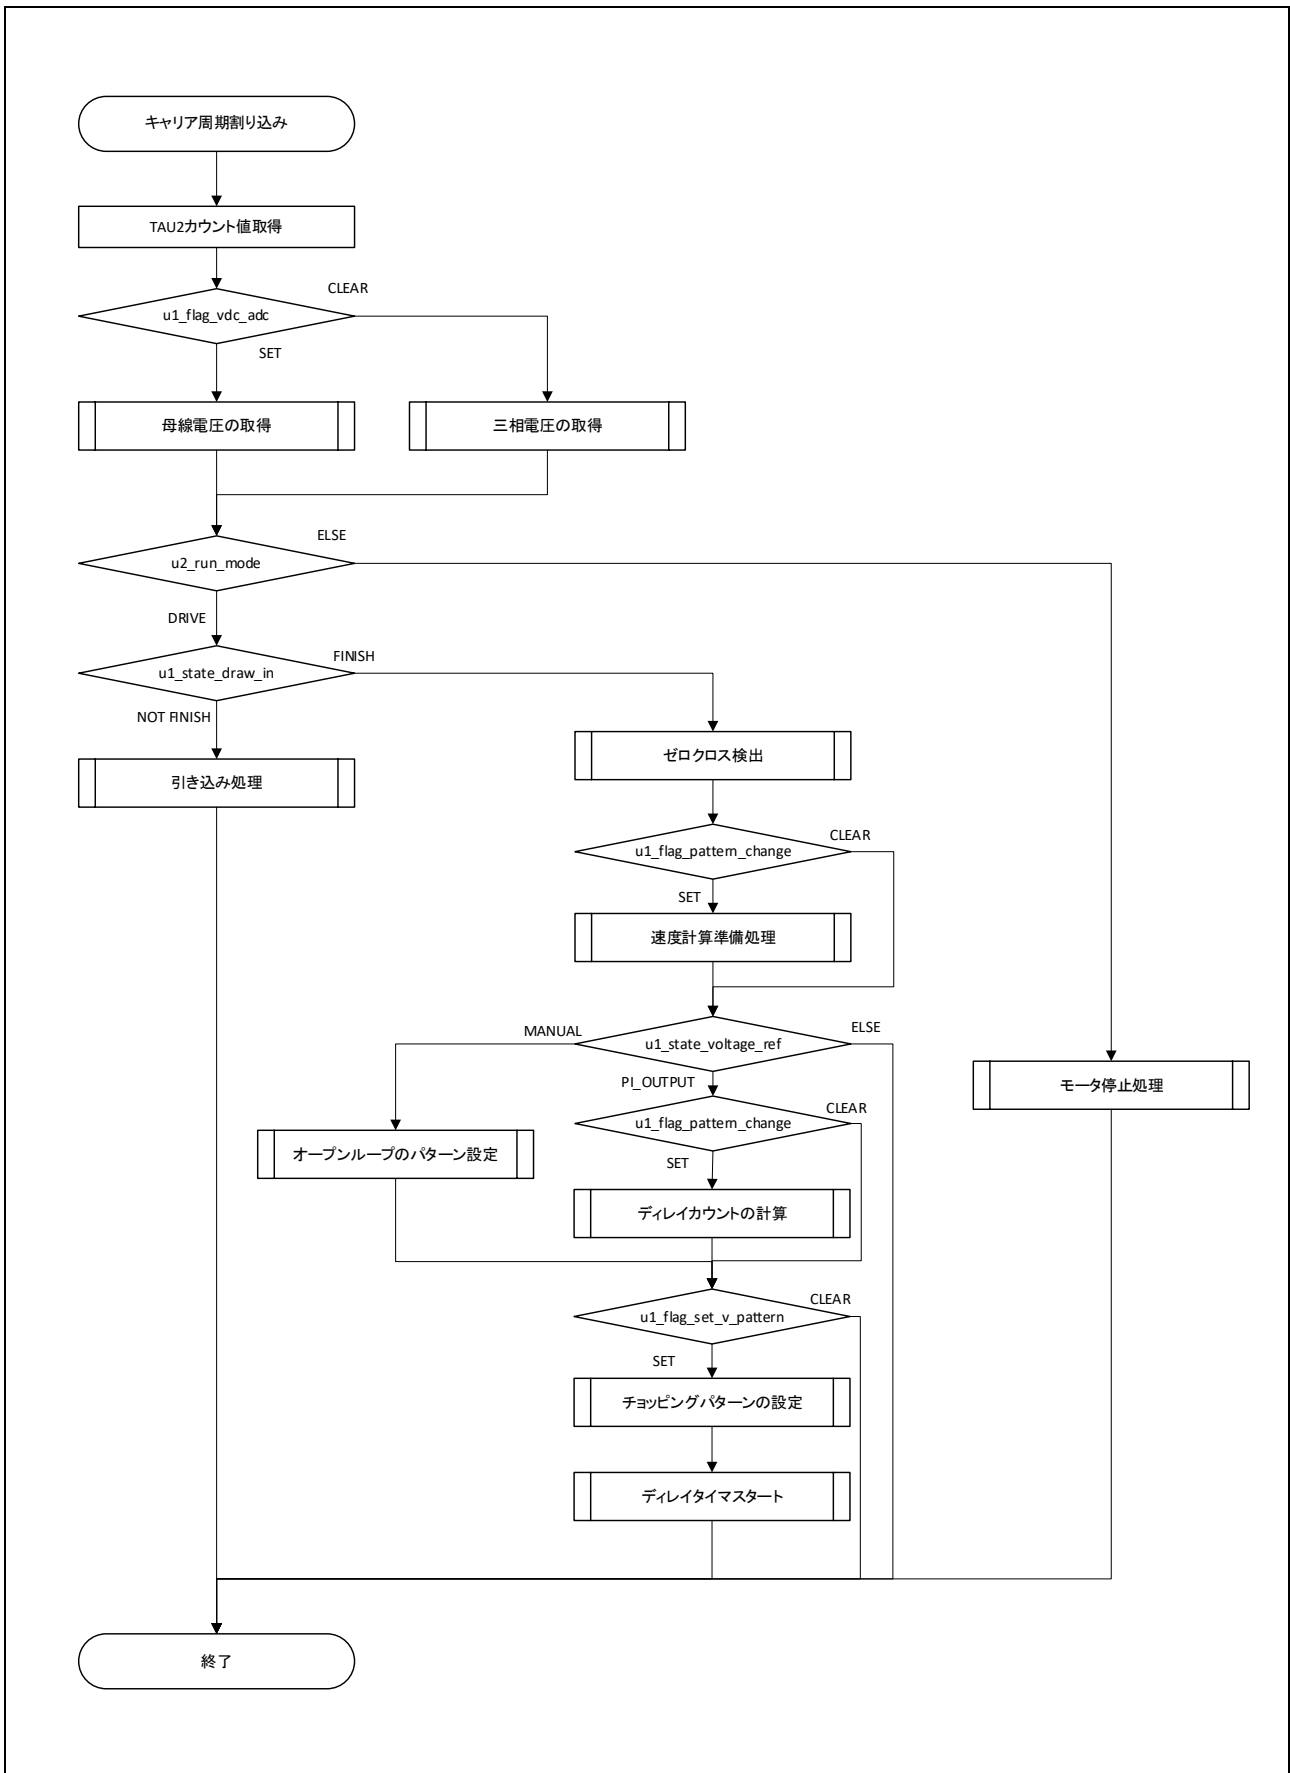 キャリア周期割り込み
TAU2カウント値取得
CLEAR
u1_flag_vdc_adc
SET
母線電圧の取得
三相電圧の取得
ELSE
u2_run_mode
DRIVE
FINISH
u1_state_draw_in
NOT FINISH
ゼロクロス検出
引き込み処理
CLEAR
u1_flag_pattern_change
SET
速度計算準備処理
MANUAL
ELSE
u1_state_voltage_ref
PI_OUTPUT
モータ停止処理
CLEAR
u1_flag_pattern_change
オープンループのパターン設定
SET
ディレイカウントの計算
CLEAR
u1_flag_set_v_pattern
SET
チョッピングパターンの設定
ディレイタイマスタート
終了